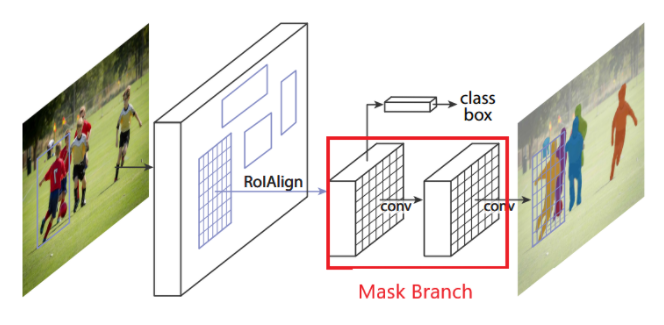 class
box
RoIAlign
conv
conv
Mask Branch